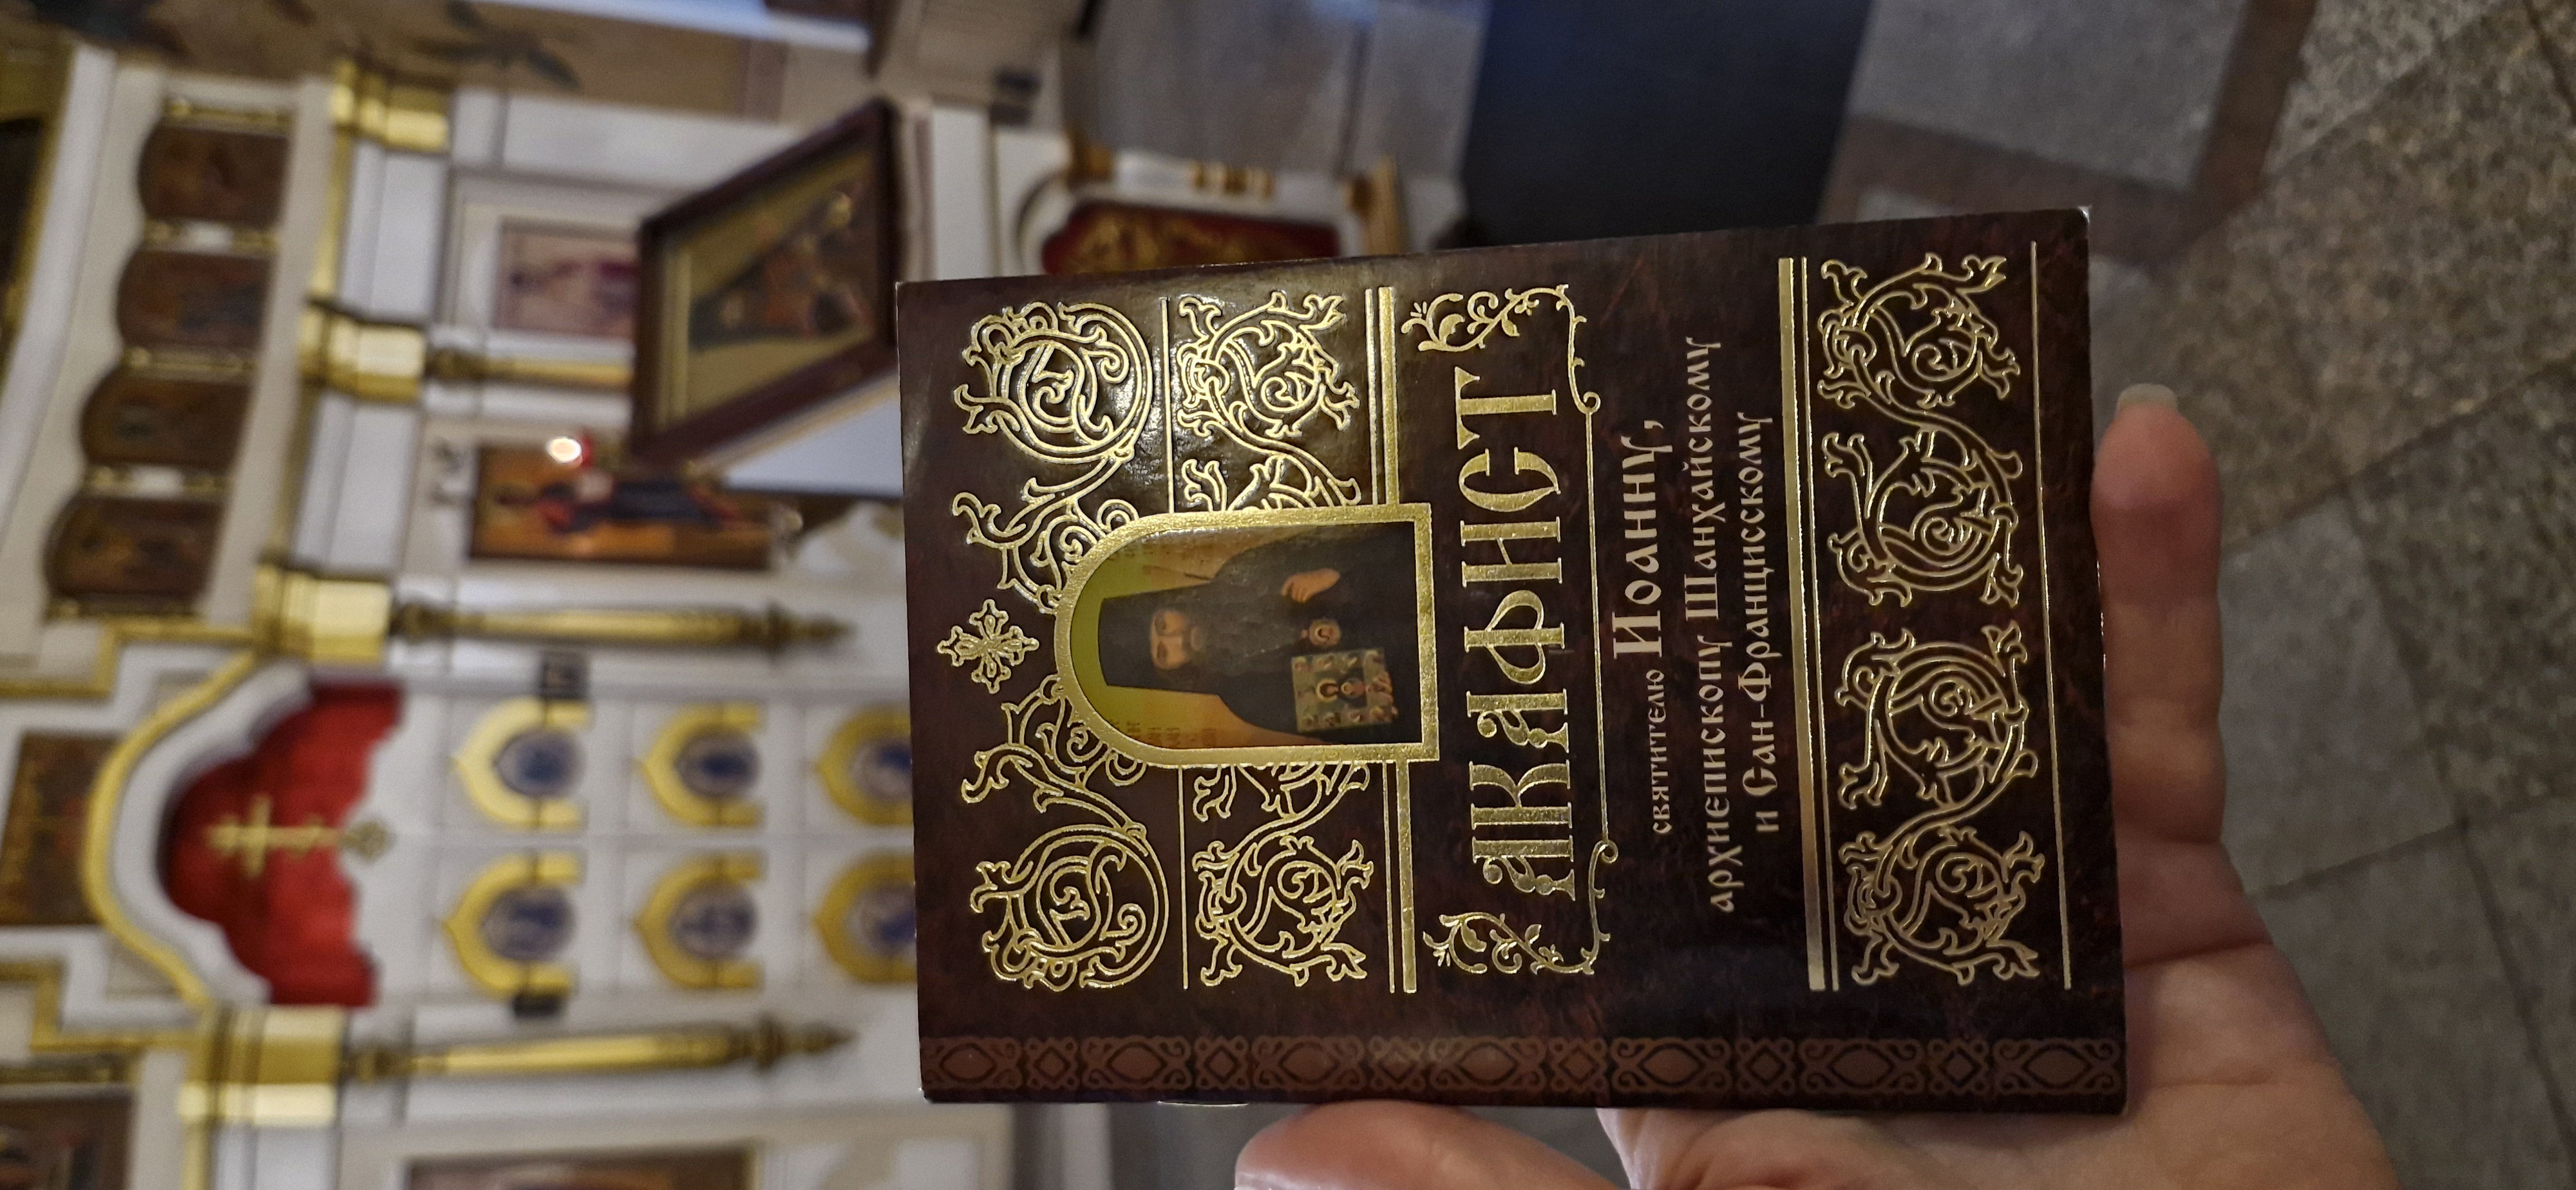 АКАФИСТ
святителю Иоанну,
архиепископу Шанхайскому
и Сан-Францисскому